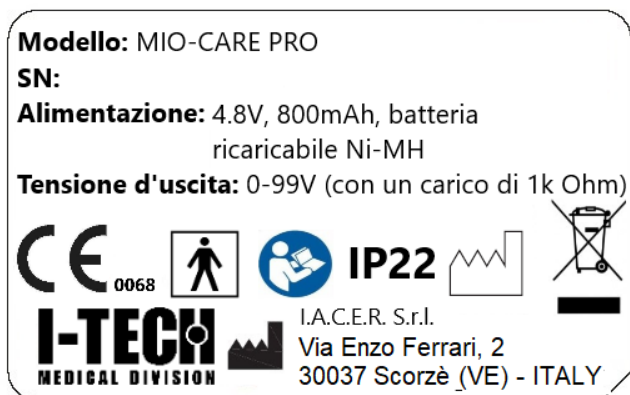 Modello: MIO-CARE PRO
SN:
Alimentazione: 4.8V, 800mAh, batteria
ricaricabile Ni-MH
Tensione d'uscita: 0-99V (con un carico di 1k Ohm)
CE 0068
IP22
I-TECH
MEDICAL DIVISION
I.A.C.E.R. S.r.l.
Via Enzo Ferrari, 2
30037 Scorzè (VE) - ITALY